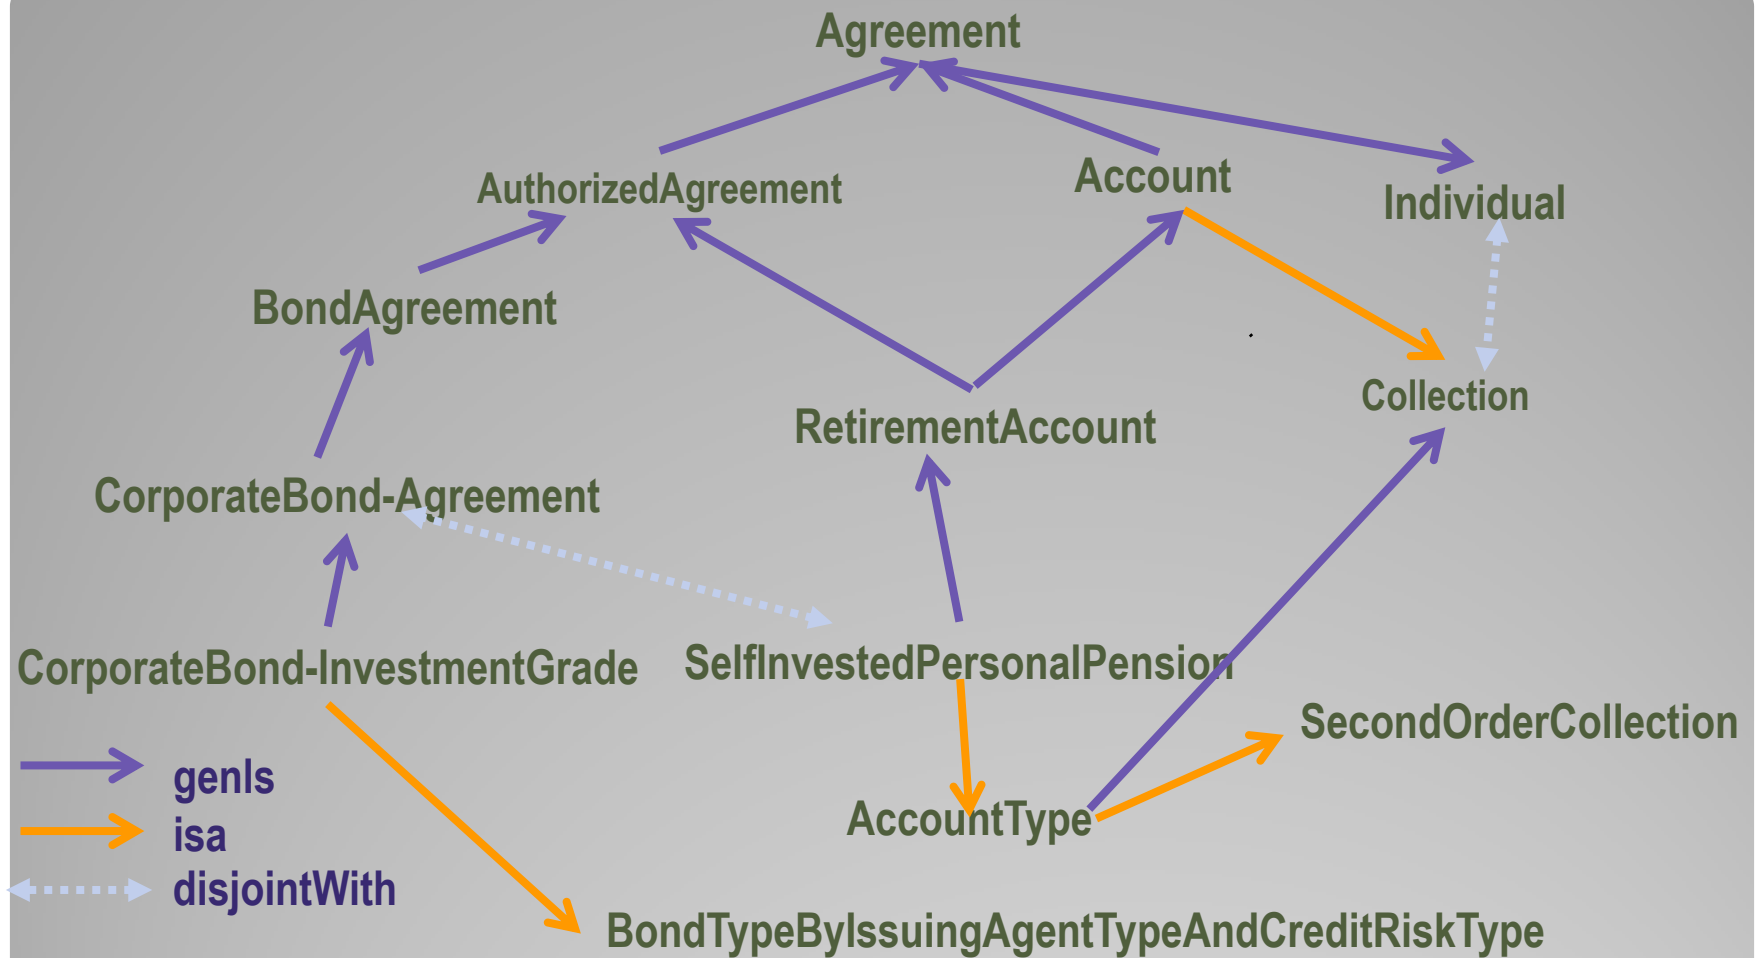 Agreement
AuthorizedAgreement
Account
Individual
BondAgreement
Collection
RetirementAccount
CorporateBond-Agreement
CorporateBond-InvestmentGrade
SelfInvestedPersonalPension
SecondOrderCollection
genls
AccountType
isa
disjointWith
BondTypeByIssuingAgentTypeAndCreditRiskType